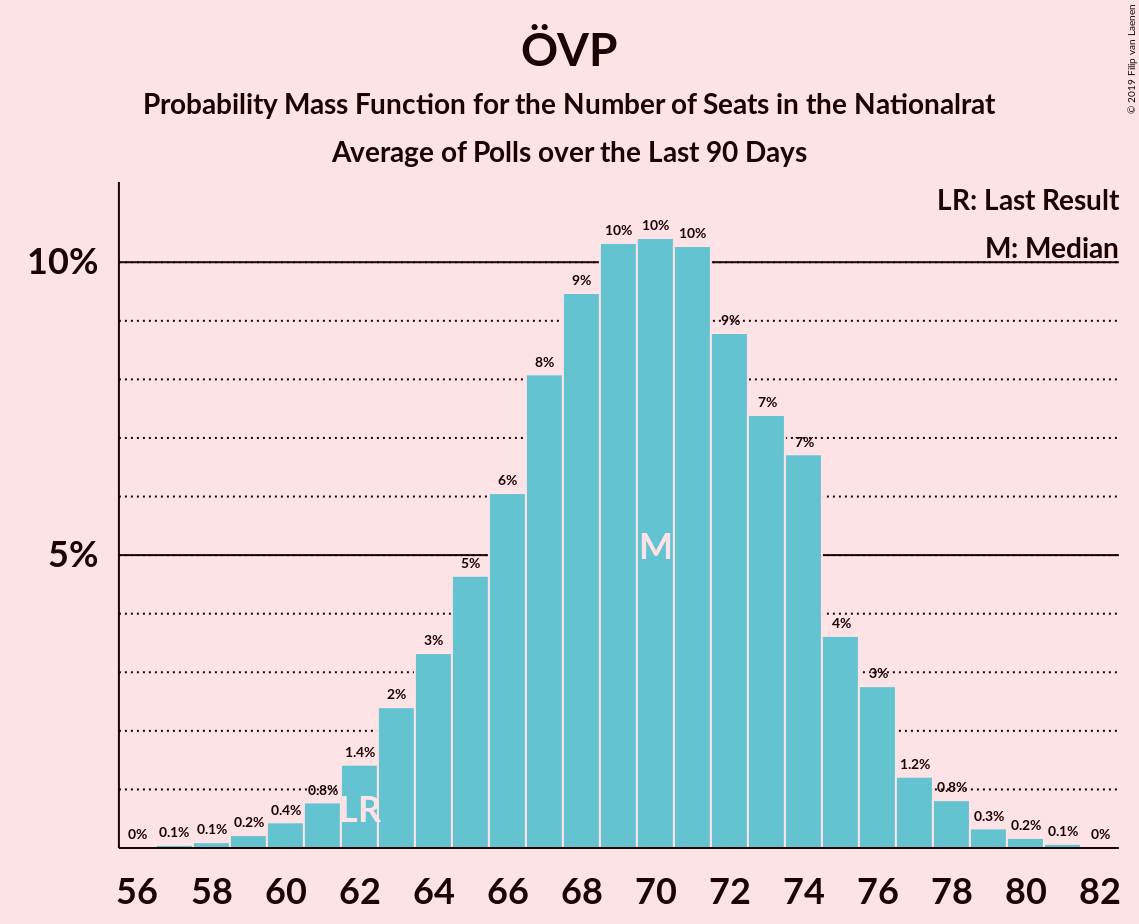 ÖVP
Probability Mass Function for the Number of Seats in the Nationalrat
Average of Polls over the Last 90 Days
© 2019 Filip van Laenen
LR: Last Result
M: Median
10%
5%
0% 0.1% 0.1% 0.2% 0.4% 0.8% 1.4% 2% 3% 5% 6% 8% 9% 10% 10% 10% 9% 7% 7% 4% 3% 1.2% 0.8% 0.3% 0.2% 0.1% 0%
LR
M
56 58 60 62 64 66 68 70 72 74 76 78 80 82